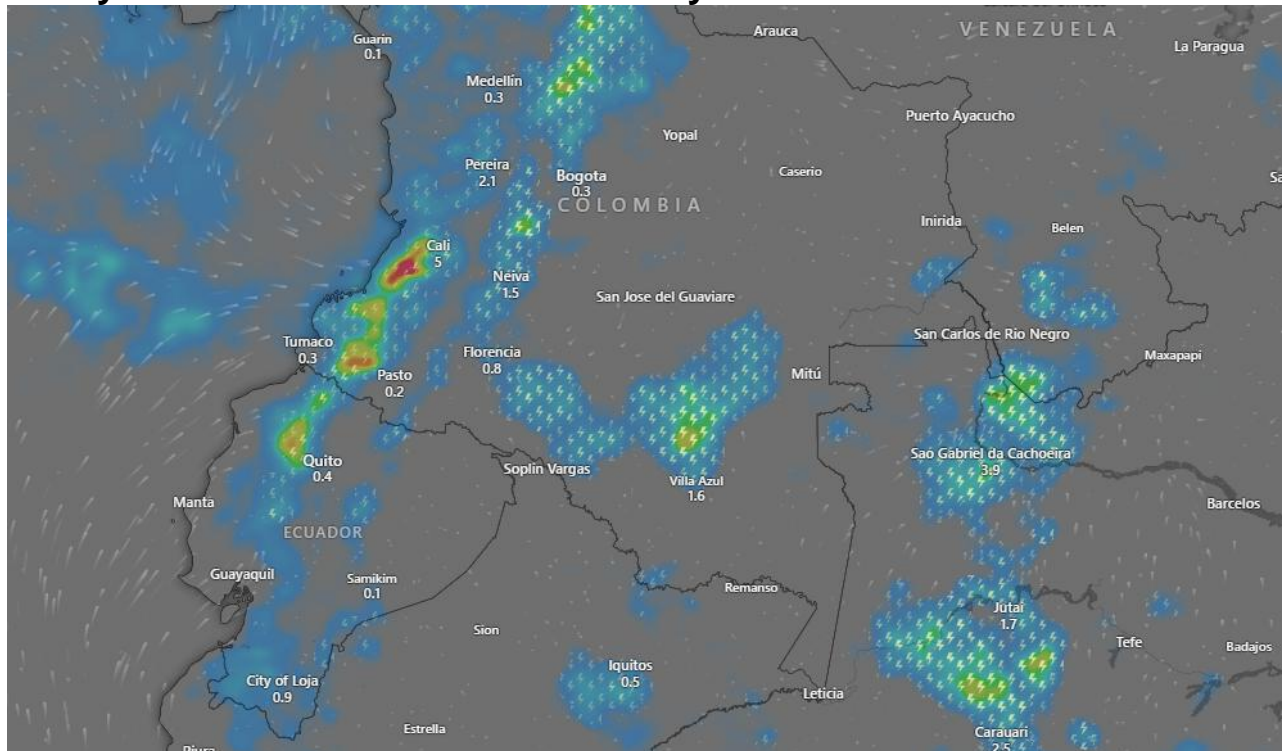 VENEZUELA
Arauca
La Paragua
Guarin
0.1
Medellín
0.3
Puerto Ayacucho
Yopal
Caserio
Pereira
2.1
Bogota
0.3
COLOMBIA
Inirida
Belen
Cali
5
Neiva
1.5
San Jose del Guaviare
San Carlos de Rio Negro
Tumaco
0.3
Florencia
0.8
Maxapapi
Pasto
0.2
Mitú
Quito
0.4
Soplin Vargas
Villa Azul
1.6
Sao Gabriel da Cachoeira
3.9
Manta
Barcelos
ECUADOR
Guayaquil
Samikim
0.1
Remanso
Jutai
1.7
Sion
Tefe
Badajos
Iquitos
0.5
City of Loja
0.9
Leticia
Estrella
Carauari
2.5
Piura